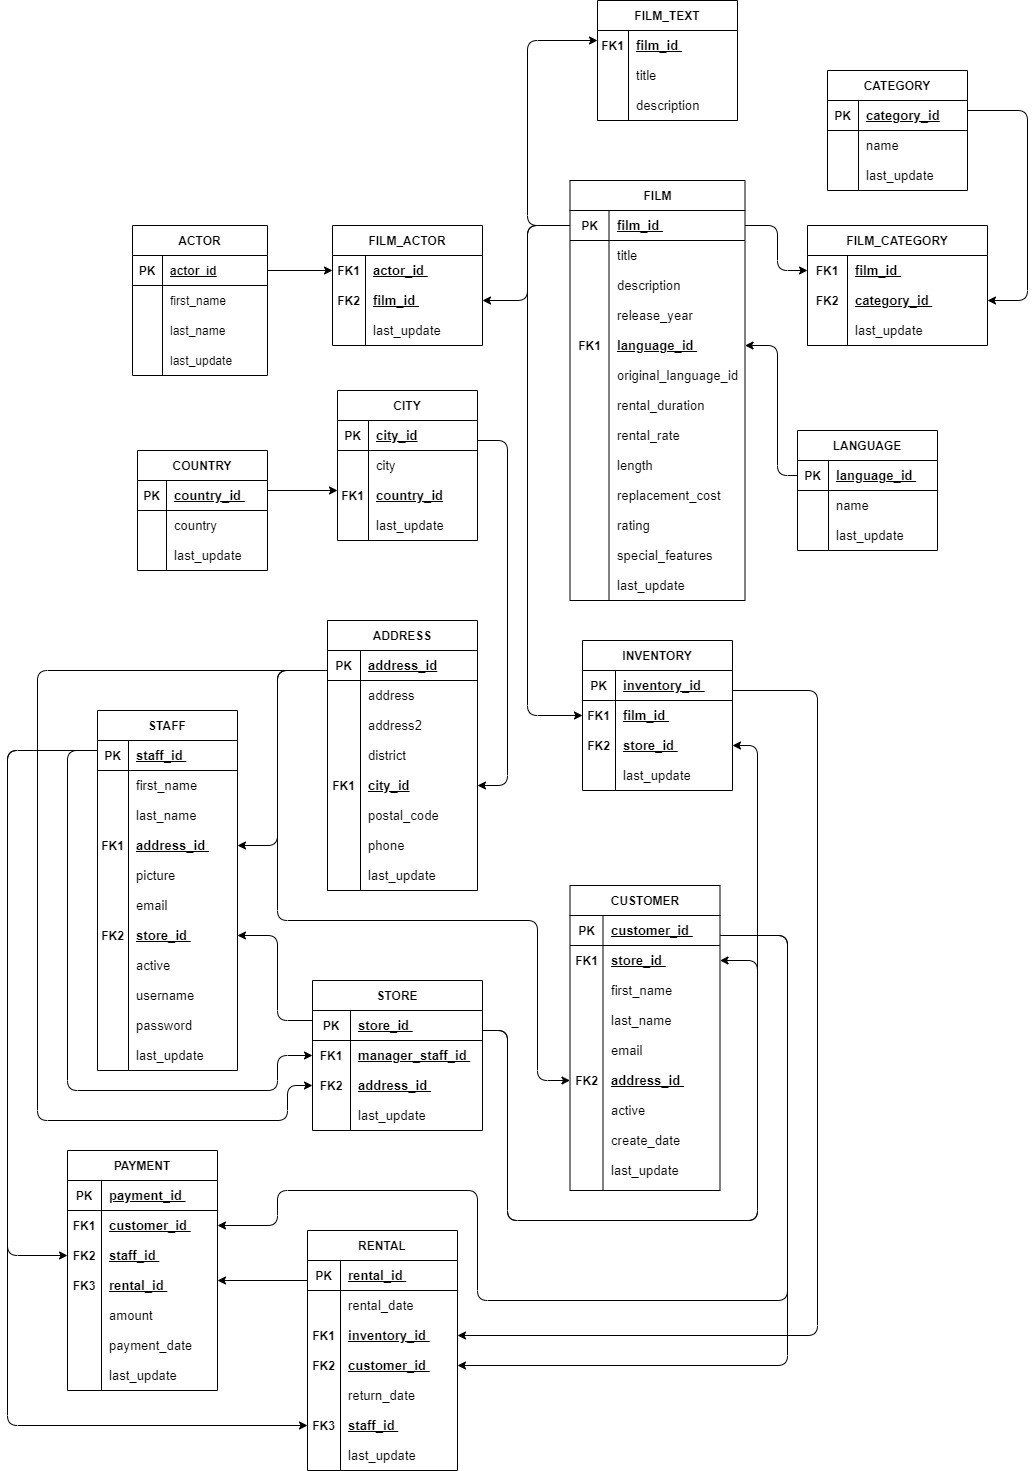 FILM_TEXT
FK1 film_id
title
description
CATEGORY
PK category_id
name
last_update
FILM
PK film_id
title
description
release_year
FK1 language_id
original_language_id
rental_duration
rental_rate
length
replacement_cost
rating
special_features
last_update
ACTOR
PK actor_id
first_name
last_name
last_update
FILM_ACTOR
FK1 actor_id
FK2 film_id
last_update
FILM_CATEGORY
FK1 film_id
FK2 category_id
last_update
CITY
PK city_id
city
FK1 country_id
last_update
COUNTRY
PK country_id
country
last_update
LANGUAGE
PK language_id
name
last_update
ADDRESS
PK address_id
address
address2
district
FK1 city_id
postal_code
phone
last_update
INVENTORY
PK inventory_id
FK1 film_id
FK2 store_id
last_update
STAFF
PK staff_id
first_name
last_name
FK1 address_id
picture
email
FK2 store_id
active
username
password
last_update
CUSTOMER
PK customer_id
FK1 store_id
first_name
last_name
email
FK2 address_id
active
create_date
last_update
STORE
PK store_id
FK1 manager_staff_id
FK2 address_id
last_update
PAYMENT
PK payment_id
FK1 customer_id
FK2 staff_id
FK3 rental_id
amount
payment_date
last_update
RENTAL
PK rental_id
rental_date
FK1 inventory_id
FK2 customer_id
return_date
FK3 staff_id
last_update